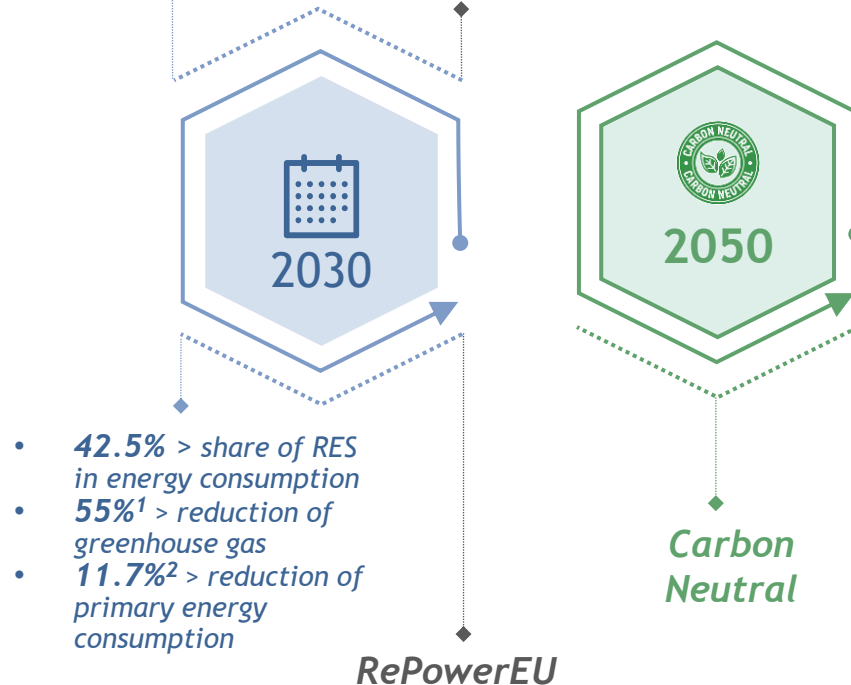 CARBON NEUTRAL
CARBON NEUTRAL
2030
2050
• 42.5% > share of RES
in energy consumption
• 55%¹ > reduction of
greenhouse gas
• 11.7%² > reduction of
primary energy
consumption
Carbon
Neutral
RePowerEU